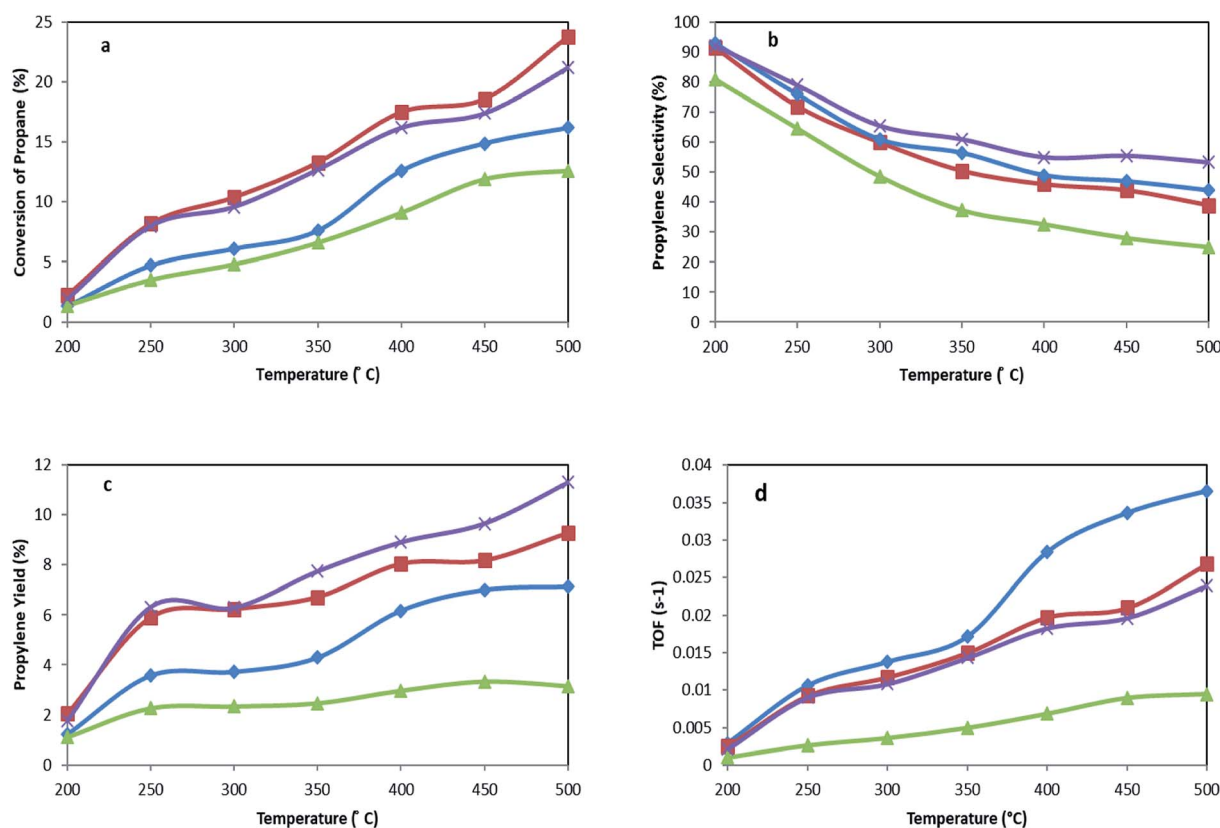 a
Conversion of Propane (%)
25
20
15
10
5
0
200 250 300 350 400 450 500
Temperature (° C)
b
Propylene Selectivity (%)
100
90
80
70
60
50
40
30
20
10
0
200 250 300 350 400 450 500
Temperature (° C)
c
Propylene Yield (%)
12
10
8
6
4
2
0
200 250 300 350 400 450 500
Temperature (° C)
d
TOF (s-1)
0.04
0.035
0.03
0.025
0.02
0.015
0.01
0.005
0
200 250 300 350 400 450 500
Temperature (°C)